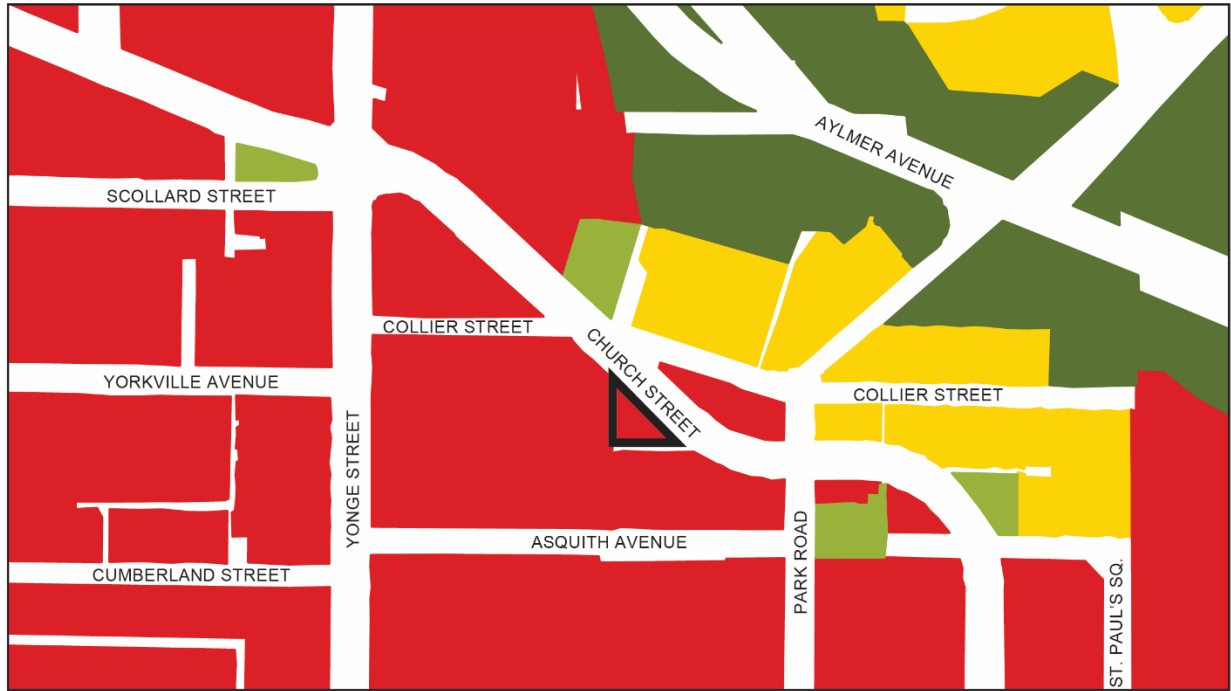 AYLMER AVENUE
SCOLLARD STREET
COLLIER STREET
CHURCH STREET
YORKVILLE AVENUE
COLLIER STREET
YONGE STREET
ASQUITH AVENUE
PARK ROAD
CUMBERLAND STREET
ST. PAUL'S SQ.